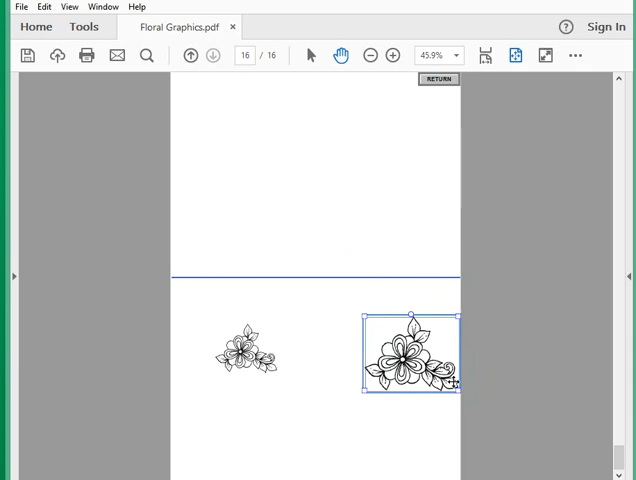 File Edit View Window Help
Home Tools Floral Graphics.pdf × Sign In
16 / 16 45.9%
RETURN